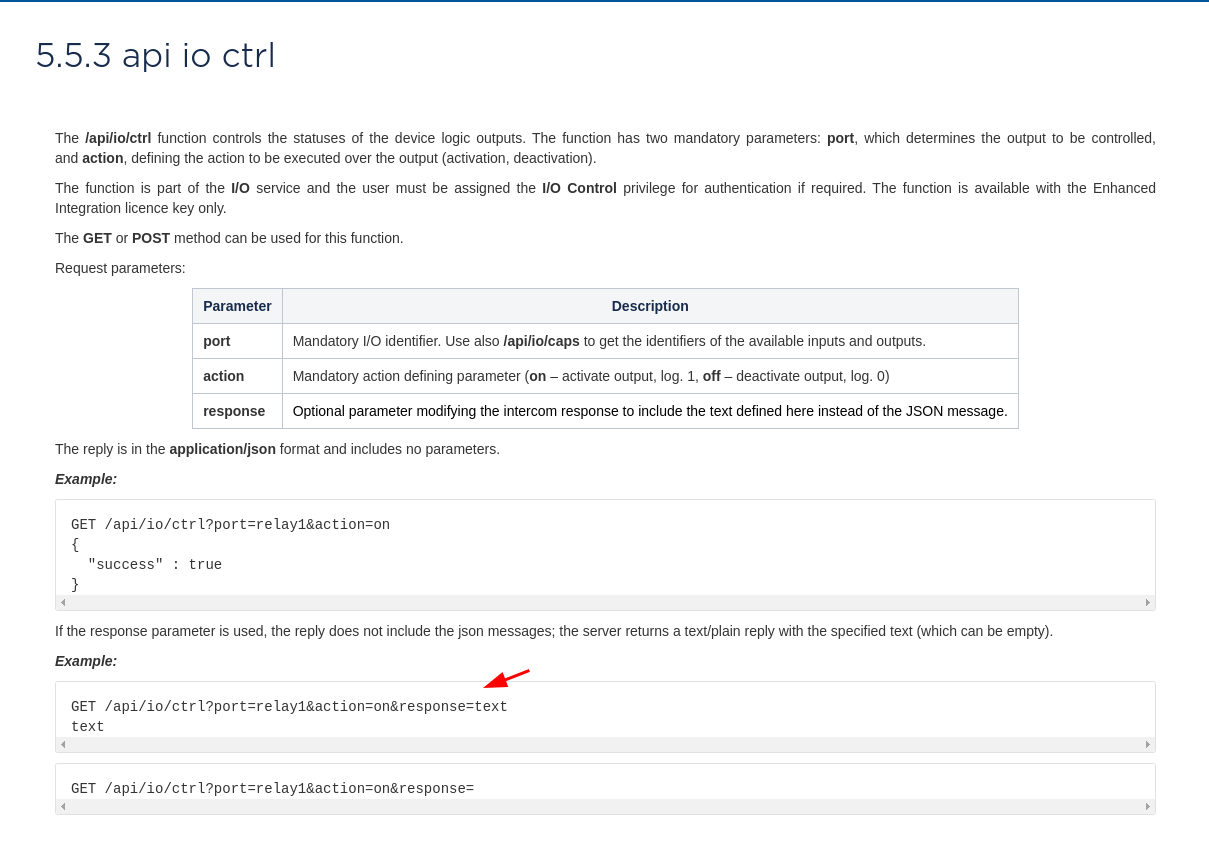 5.5.3 api io ctrl
The /api/io/ctrl function controls the statuses of the device logic outputs. The function has two mandatory parameters: port, which determines the output to be controlled,
and action, defining the action to be executed over the output (activation, deactivation).
The function is part of the I/O service and the user must be assigned the I/O Control privilege for authentication if required. The function is available with the Enhanced
Integration licence key only.
The GET or POST method can be used for this function.
Request parameters:
Parameter Description
port Mandatory I/O identifier. Use also /api/io/caps to get the identifiers of the available inputs and outputs.
action Mandatory action defining parameter (on – activate output, log. 1, off – deactivate output, log. 0)
response Optional parameter modifying the intercom response to include the text defined here instead of the JSON message.
The reply is in the application/json format and includes no parameters.
Example:
GET /api/io/ctrl?port=relay1&action=on
{
  "success" : true
}
If the response parameter is used, the reply does not include the json messages; the server returns a text/plain reply with the specified text (which can be empty).
Example:
GET /api/io/ctrl?port=relay1&action=on&response=text
text
GET /api/io/ctrl?port=relay1&action=on&response=